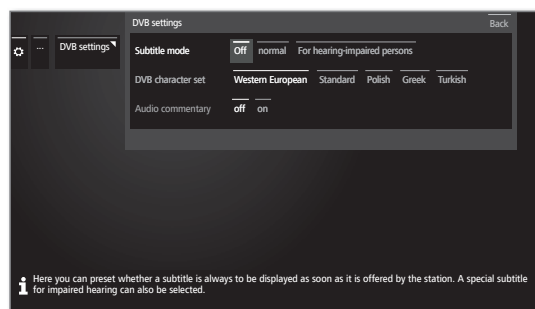 DVB settings Back
... DVB settings
Subtitle mode Off normal For hearing-impaired persons
DVB character set Western European Standard Polish Greek Turkish
Audio commentary off on
Here you can preset whether a subtitle is always to be displayed as soon as it is offered by the station. A special subtitle
for impaired hearing can also be selected.